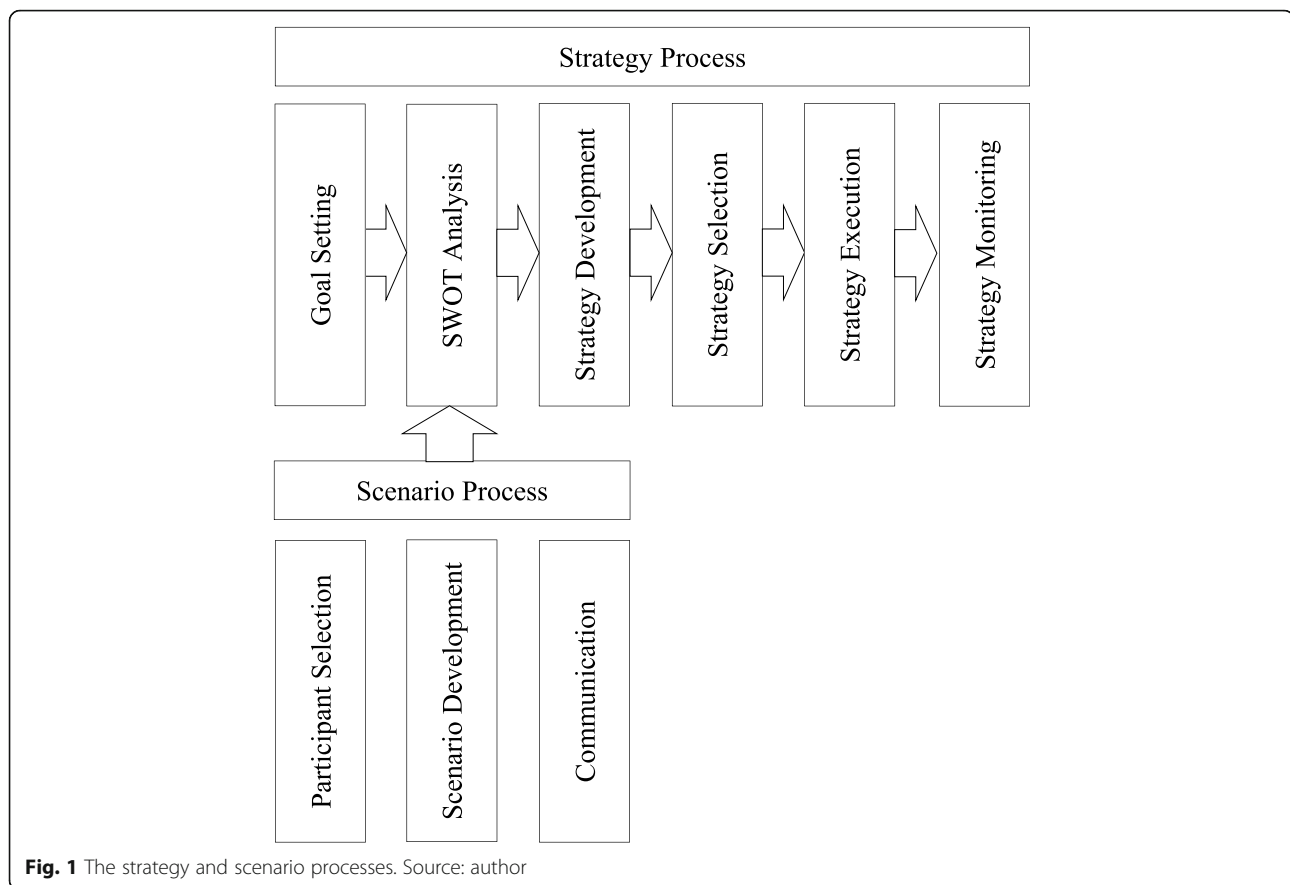 Strategy Process
Goal Setting
SWOT Analysis
Strategy Development
Strategy Selection
Strategy Execution
Strategy Monitoring
Scenario Process
Participant Selection
Scenario Development
Communication
Fig. 1 The strategy and scenario processes. Source: author